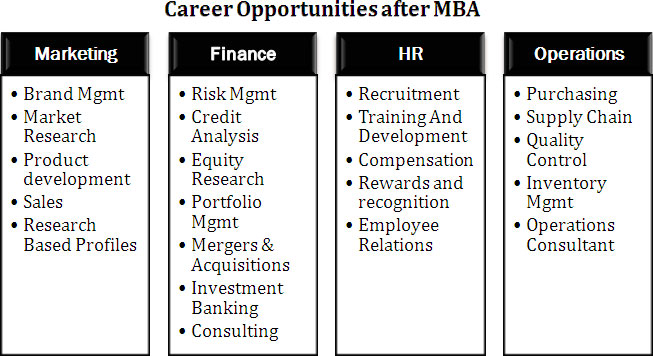 Career Opportunities after MBA
Marketing
• Brand Mgmt
• Market
Research
• Product
development
• Sales
• Research
Based Profiles
Finance
• Risk Mgmt
• Credit
Analysis
• Equity
Research
• Portfolio
Mgmt
• Mergers &
Acquisitions
• Investment
Banking
• Consulting
HR
• Recruitment
• Training And
Development
• Compensation
• Rewards and
recognition
• Employee
Relations
Operations
• Purchasing
• Supply Chain
• Quality
Control
• Inventory
Mgmt
• Operations
Consultant